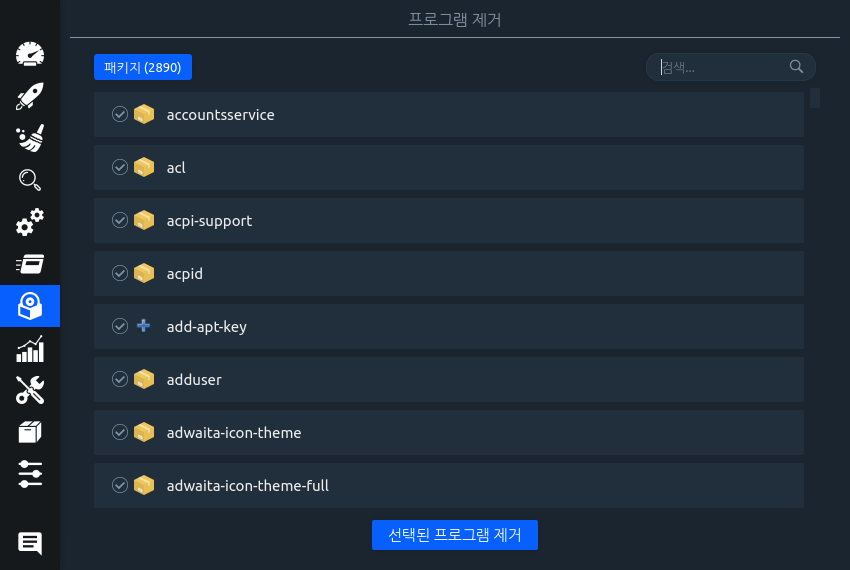 프로그램 제거
패키지 (2890)
검색...
accountsservice
acl
acpi-support
acpid
add-apt-key
adduser
adwaita-icon-theme
adwaita-icon-theme-full
선택된 프로그램 제거